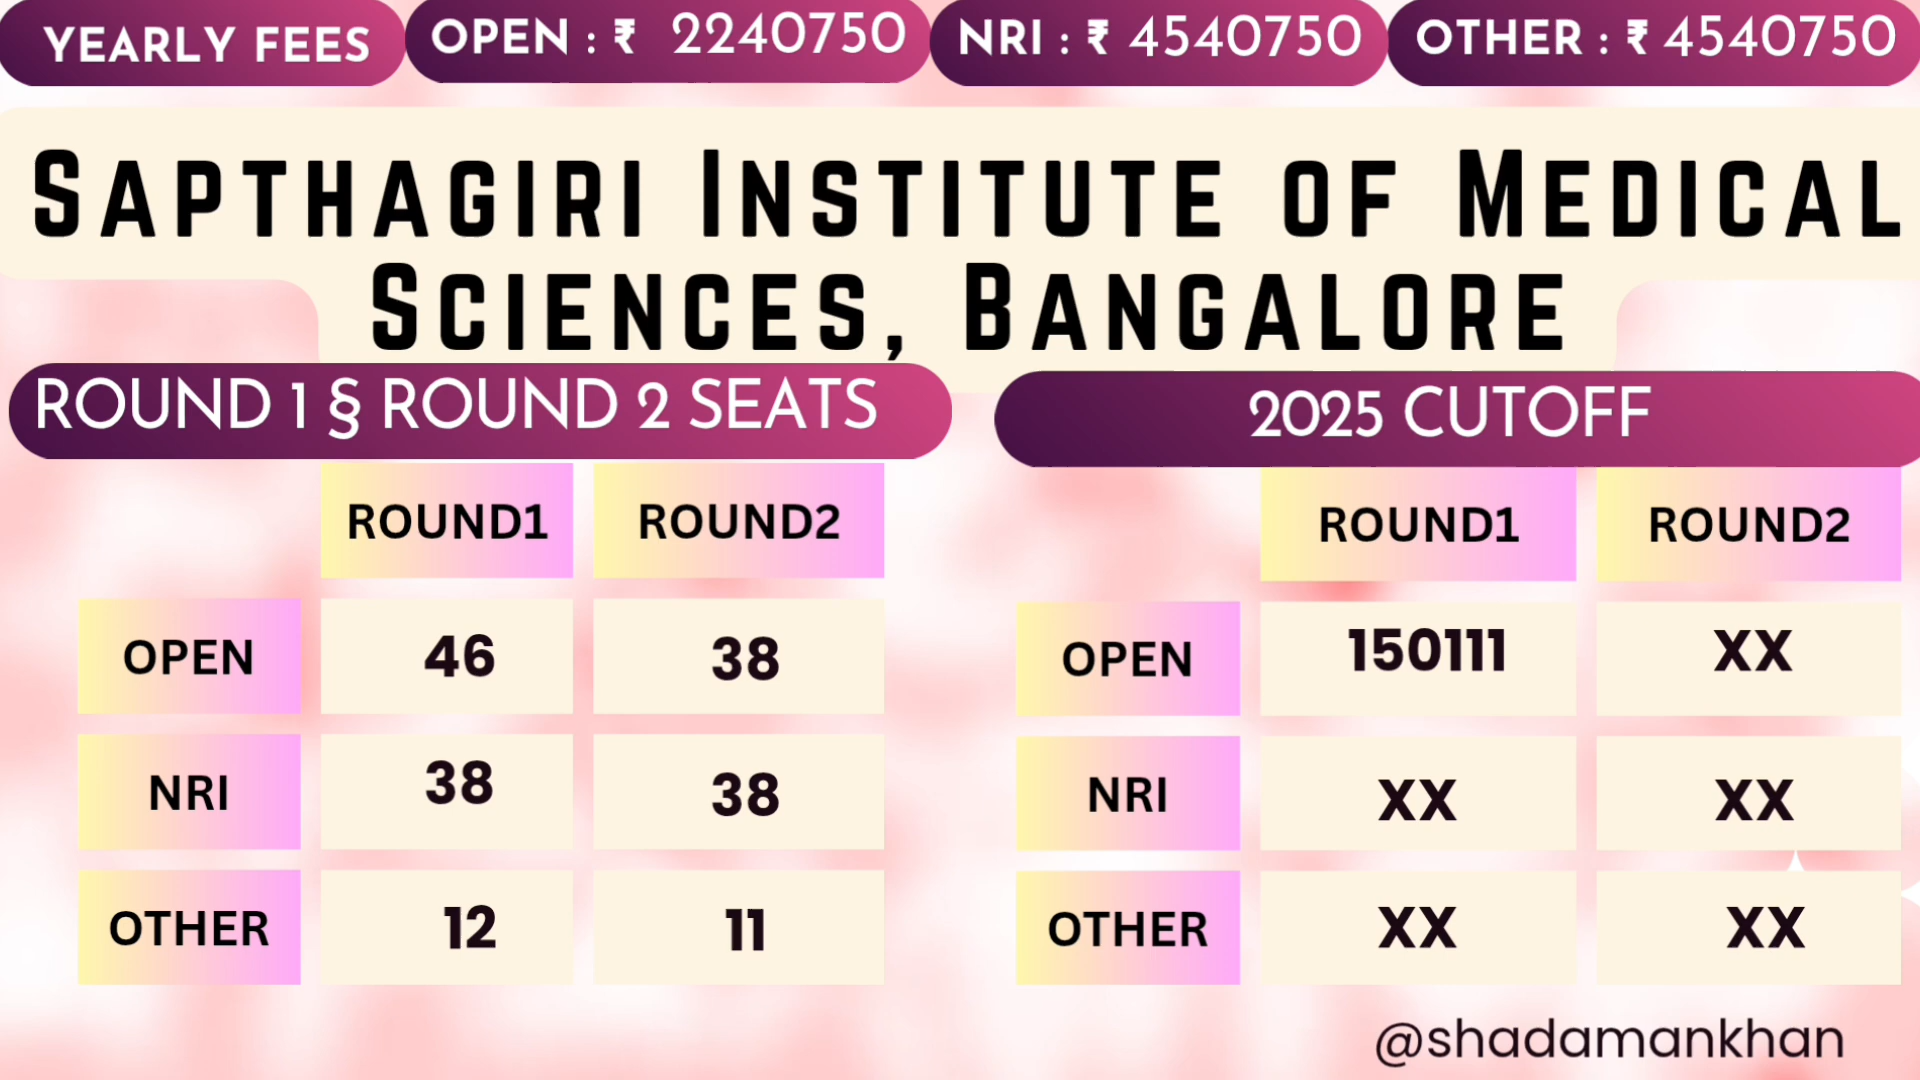 YEARLY FEES OPEN : ₹ 2240750 NRI : ₹ 4540750 OTHER : ₹ 4540750
SAPTHAGIRI INSTITUTE OF MEDICAL
SCIENCES, BANGALORE
ROUND 1 § ROUND 2 SEATS
ROUND1 ROUND2
OPEN 46 38
NRI 38 38
OTHER 12 11
2025 CUTOFF
ROUND1 ROUND2
OPEN 150111 XX
NRI XX XX
OTHER XX XX
@shadamankhan